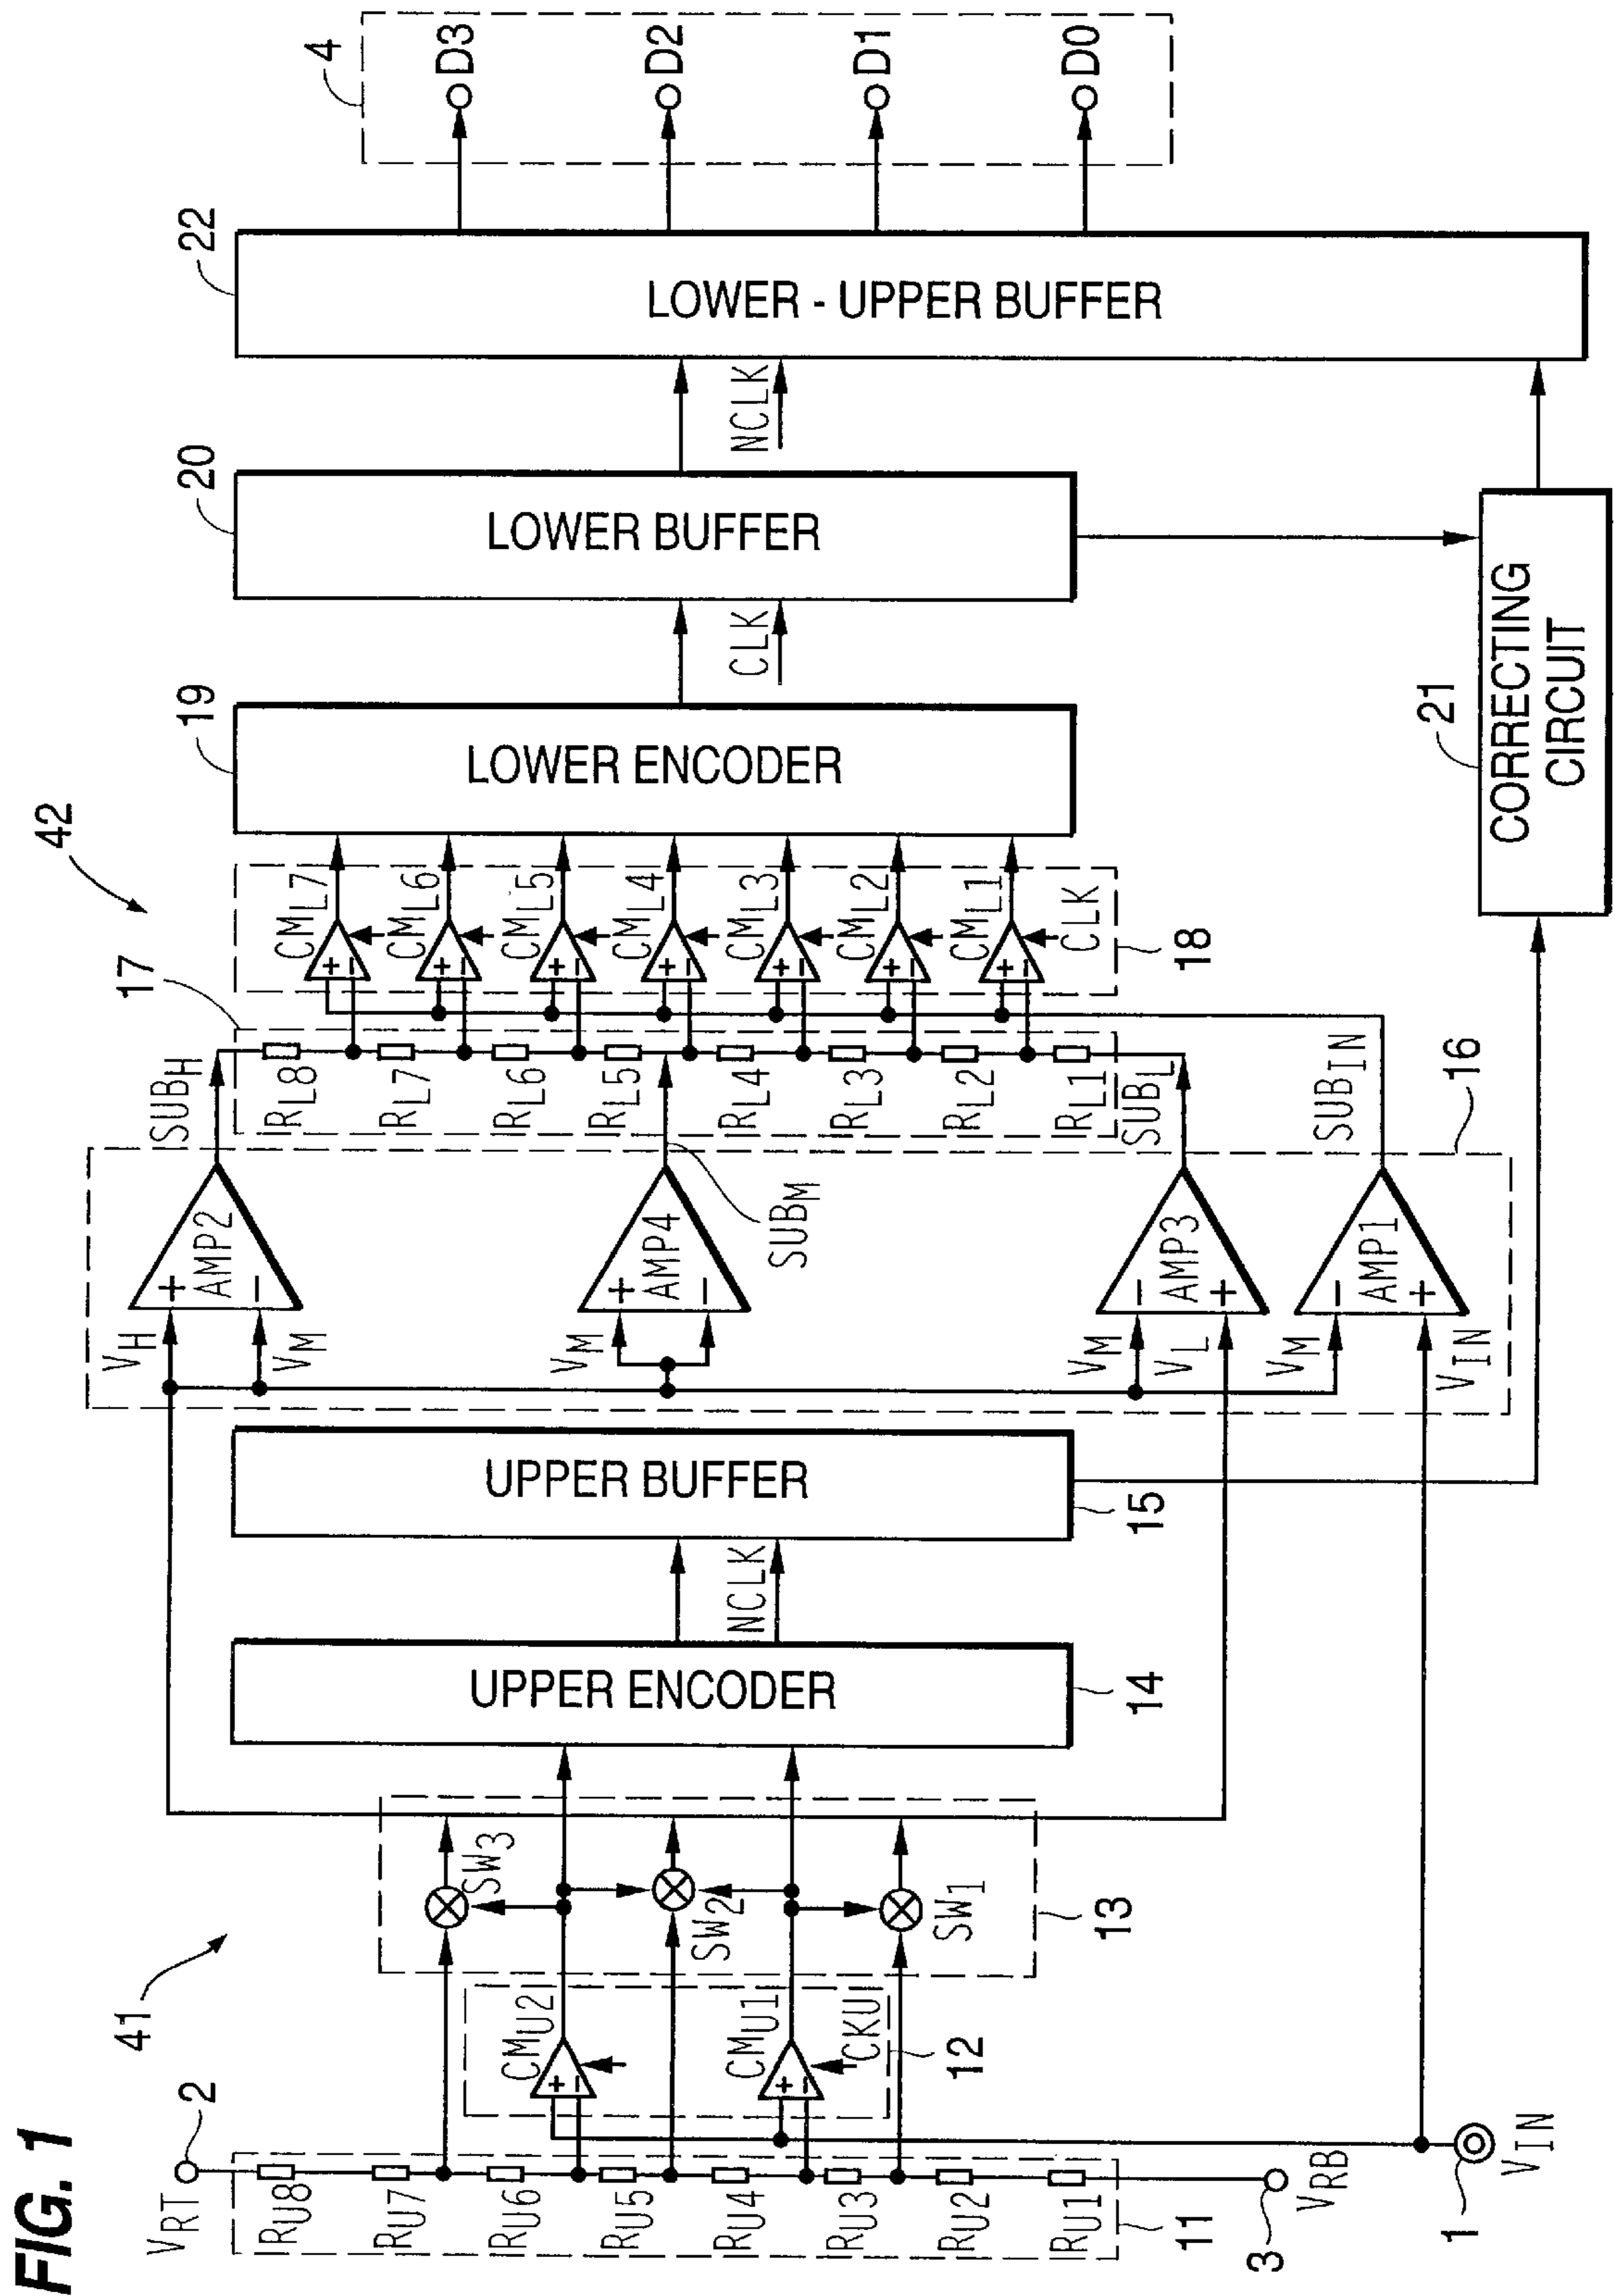 FIG. 1
41
42
VRT
2
RU8
RU7
RU6
RU5
RU4
RU3
RU2
RU1
11
3
VRB
1
VIN
CMU2
+
−
CMU1
+
−
CKU
12
SW3
SW2
SW1
13
UPPER ENCODER
14
NCLK
UPPER BUFFER
15
VH
VM
+
−
AMP2
VM
+
−
AMP4
VM
VL
−
+
AMP3
VM
VIN
−
+
AMP1
16
SUBH
SUBM
SUBL
SUBIN
17
RL8
RL7
RL6
RL5
RL4
RL3
RL2
RL1
CML7
+
−
CML6
+
−
CML5
+
−
CML4
+
−
CML3
+
−
CML2
+
−
CML1
+
−
CLK
18
19
LOWER ENCODER
CLK
20
LOWER BUFFER
NCLK
21
CORRECTING
CIRCUIT
22
LOWER - UPPER BUFFER
4
D3
D2
D1
D0